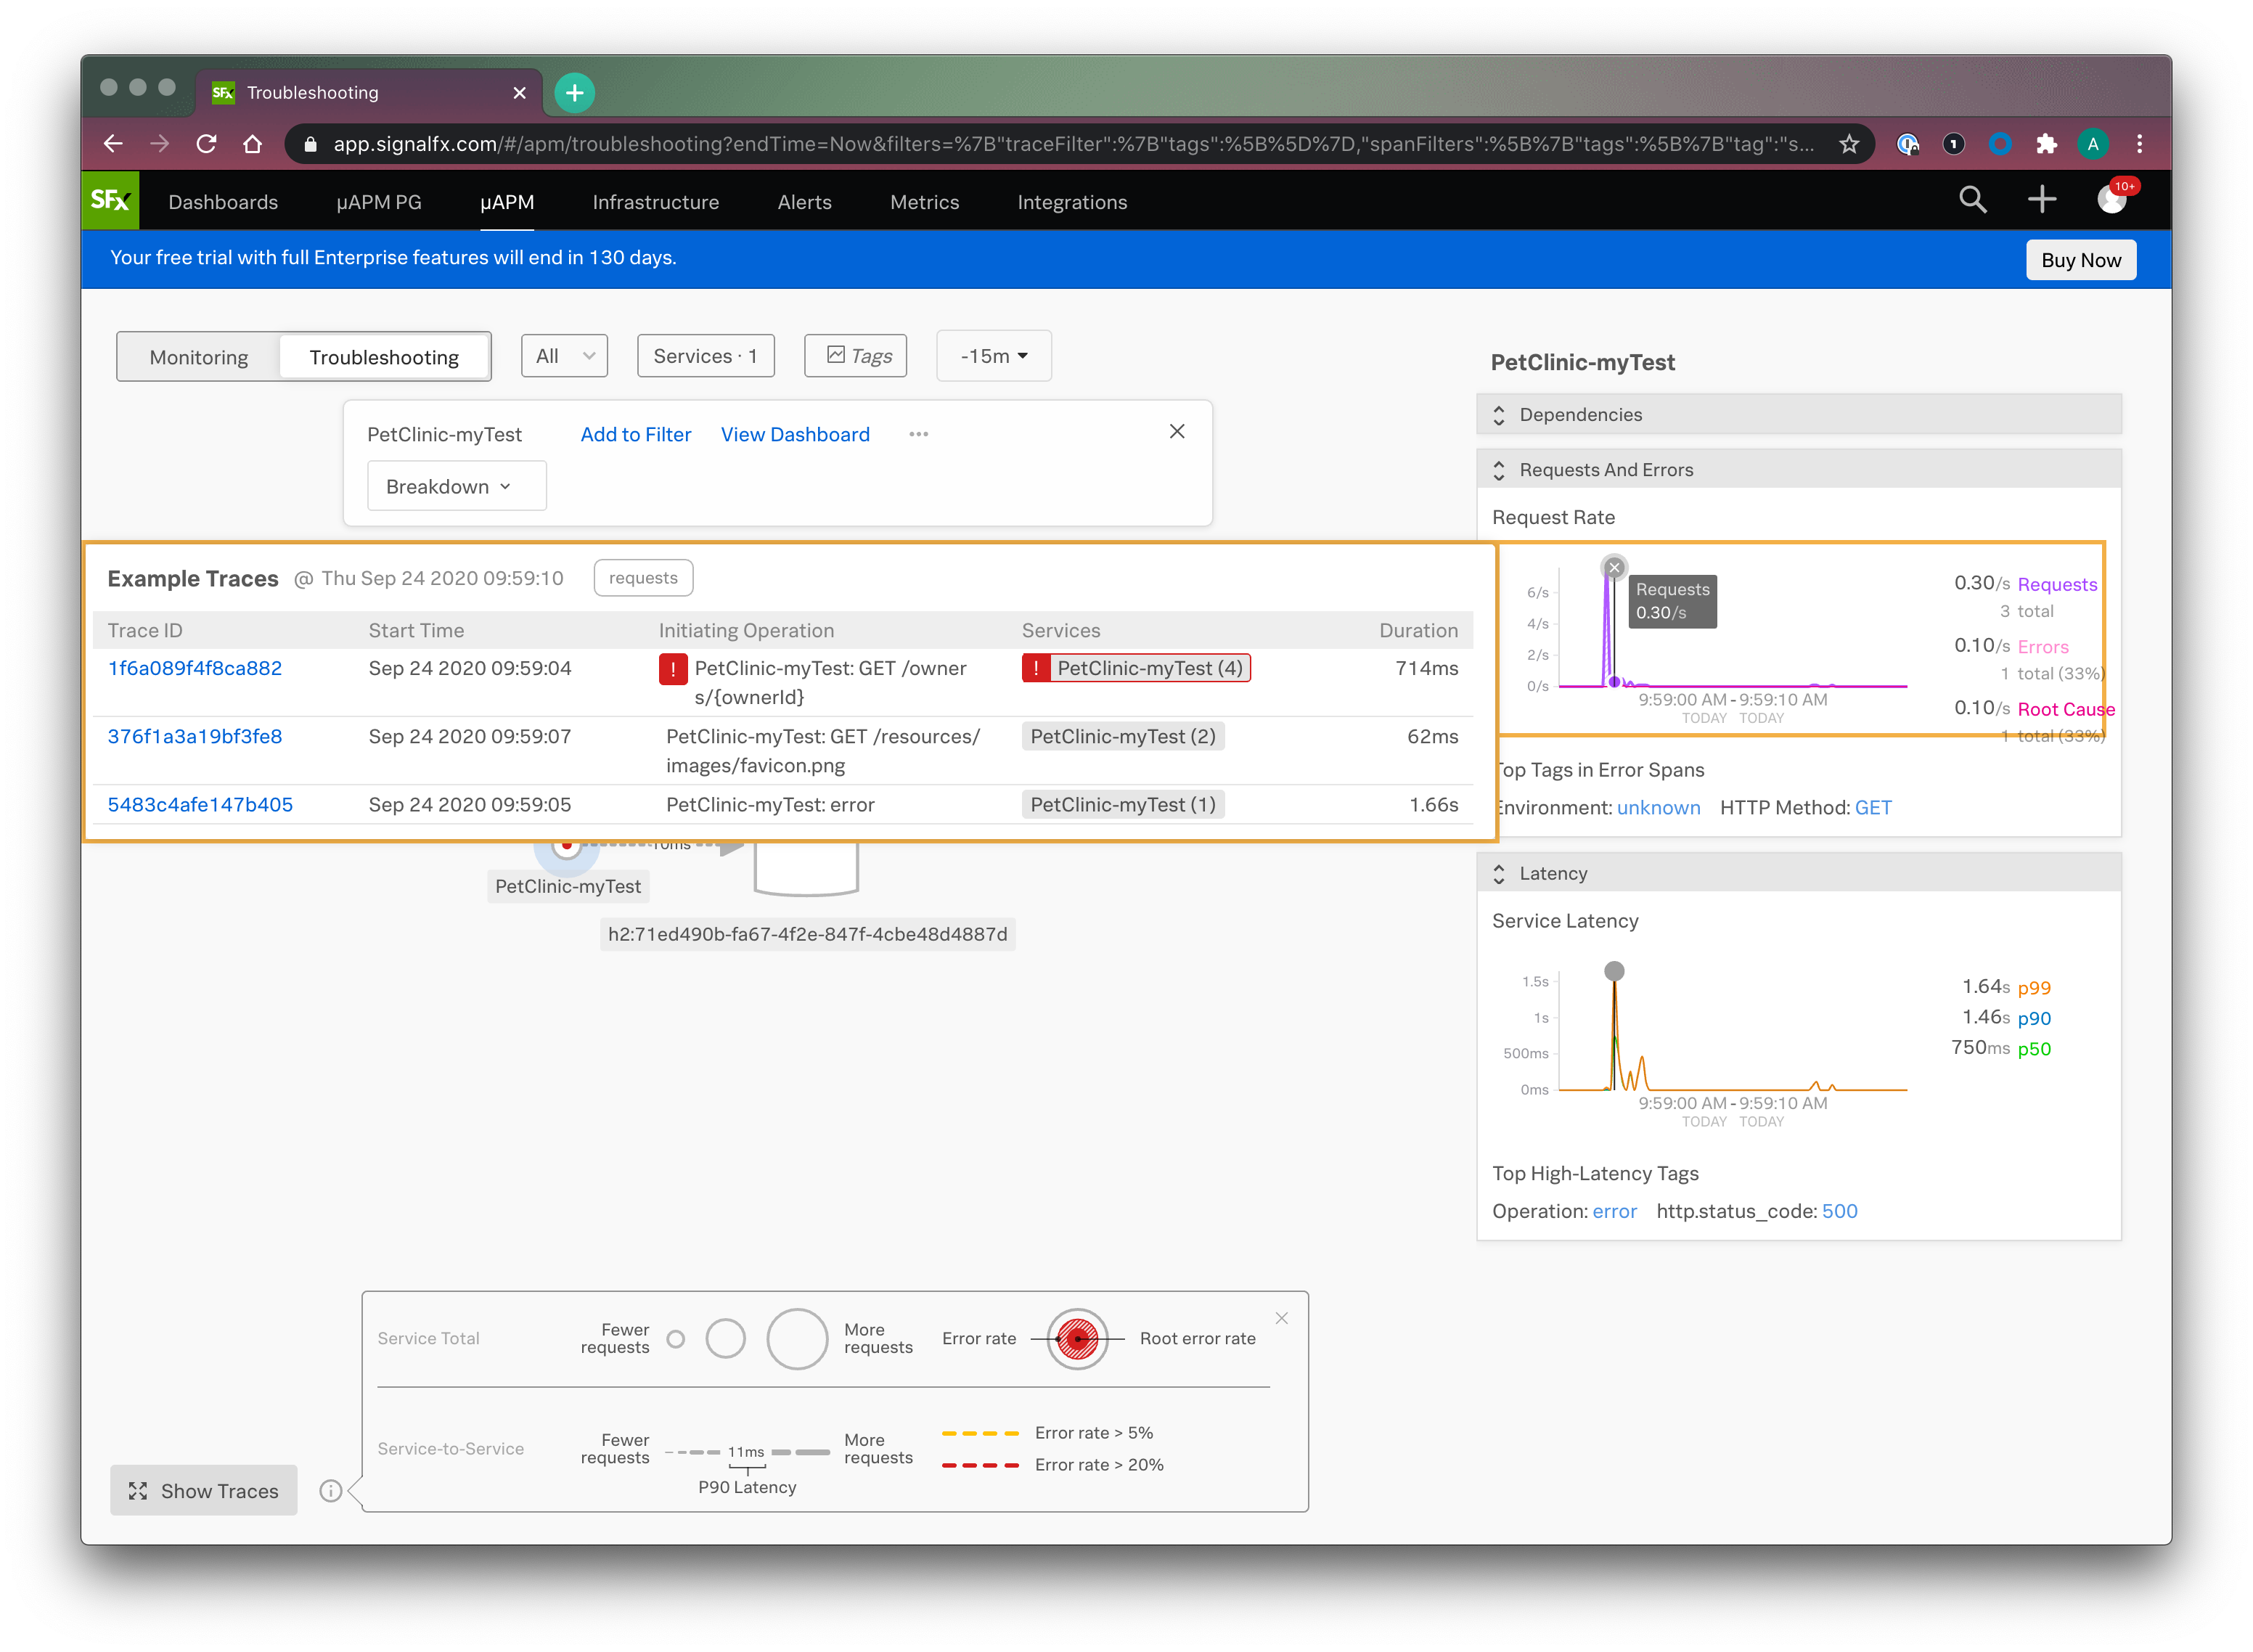 SFx Troubleshooting
app.signalfx.com/#/apm/troubleshooting?endTime=Now&filters=%7B"traceFilter":%7B"tags":%5B%5D%7D,"spanFilters":%5B%7B"tags":%5B%7B"tag":"s...
1
A
SFx Dashboards µAPM PG µAPM Infrastructure Alerts Metrics Integrations
10+
Your free trial with full Enterprise features will end in 130 days.
Buy Now
Monitoring Troubleshooting All Services · 1 Tags -15m
PetClinic-myTest Add to Filter View Dashboard
Breakdown
Example Traces @ Thu Sep 24 2020 09:59:10 requests
Trace ID Start Time Initiating Operation Services Duration
1f6a089f4f8ca882 Sep 24 2020 09:59:04 ! PetClinic-myTest: GET /owner ! PetClinic-myTest (4) 714ms
s/{ownerId}
376f1a3a19bf3fe8 Sep 24 2020 09:59:07 PetClinic-myTest: GET /resources/ PetClinic-myTest (2) 62ms
images/favicon.png
5483c4afe147b405 Sep 24 2020 09:59:05 PetClinic-myTest: error PetClinic-myTest (1) 1.66s
PetClinic-myTest
h2:71ed490b-fa67-4f2e-847f-4cbe48d4887d
PetClinic-myTest
Dependencies
Requests And Errors
Request Rate
6/s
4/s
2/s
0/s
Requests
0.30/s
9:59:00 AM - 9:59:10 AM
TODAY TODAY
0.30/s Requests
3 total
0.10/s Errors
1 total (33%)
0.10/s Root Cause
1 total (33%)
Top Tags in Error Spans
Environment: unknown HTTP Method: GET
Latency
Service Latency
1.5s
1s
500ms
0ms
9:59:00 AM - 9:59:10 AM
TODAY TODAY
1.64s p99
1.46s p90
750ms p50
Top High-Latency Tags
Operation: error http.status_code: 500
Service Total
Fewer
requests
More
requests
Error rate
Root error rate
Service-to-Service
Fewer
requests
11ms
P90 Latency
More
requests
Error rate > 5%
Error rate > 20%
Show Traces